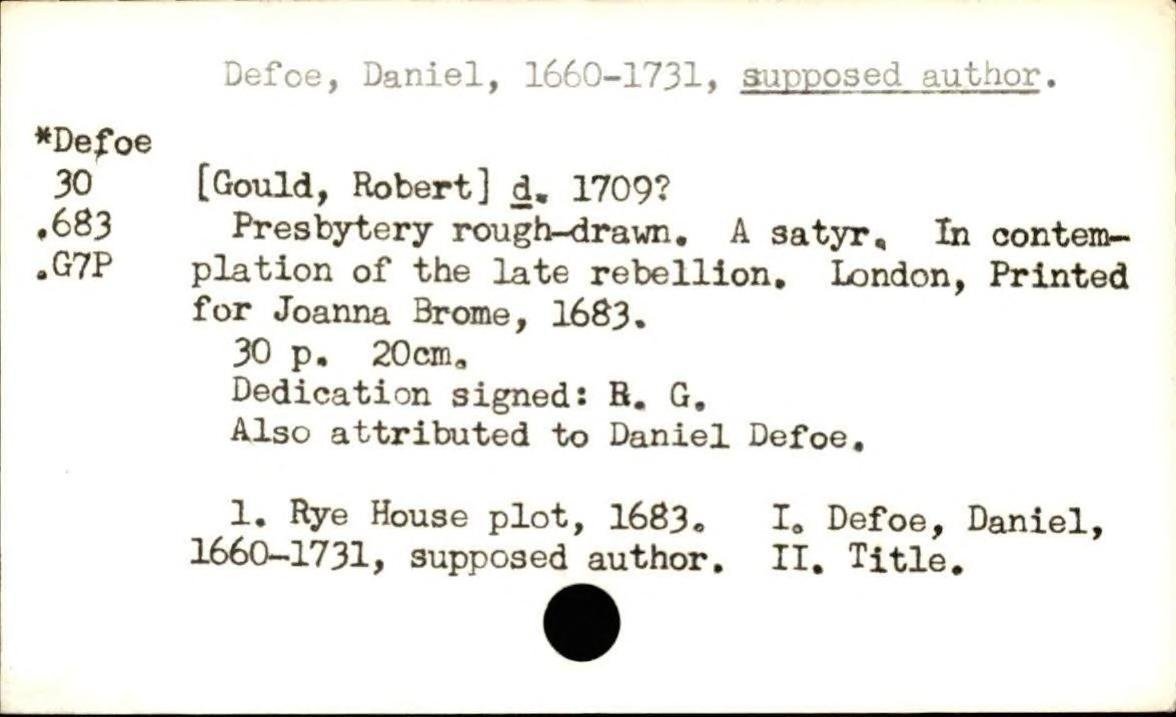 Defoe, Daniel, 1660-1731, supposed author.
*Defoe
30 [Gould, Robert] d. 1709?
.683 Presbytery rough-drawn. A satyr. In contem-
.G7P plation of the late rebellion. London, Printed
for Joanna Brome, 1683.
30 p. 20cm.
Dedication signed: R. G.
Also attributed to Daniel Defoe.
1. Rye House plot, 1683. I. Defoe, Daniel,
1660-1731, supposed author. II. Title.